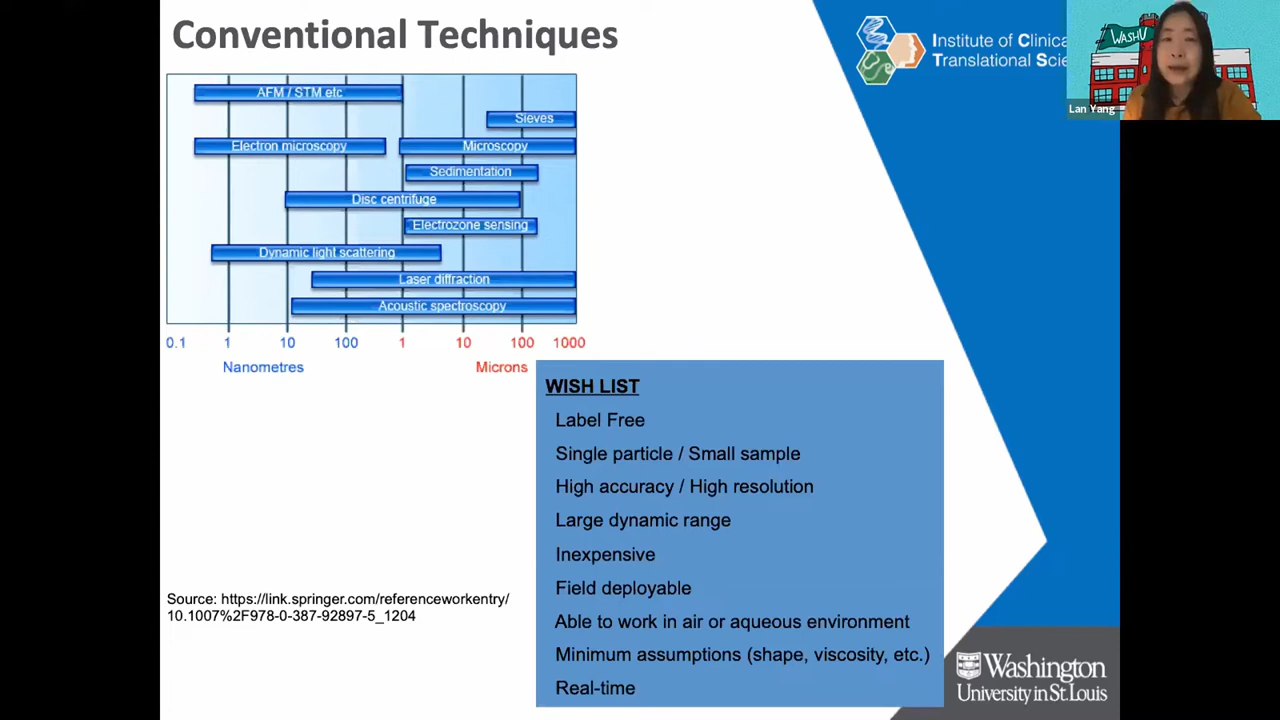 Conventional Techniques
AFM / STM etc
Sieves
Electron microscopy
Microscopy
Sedimentation
Disc centrifuge
Electrozone sensing
Dynamic light scattering
Laser diffraction
Acoustic spectroscopy
0.1 1 10 100 1 10 100 1000
Nanometres Microns
WISH LIST
Label Free
Single particle / Small sample
High accuracy / High resolution
Large dynamic range
Inexpensive
Field deployable
Able to work in air or aqueous environment
Minimum assumptions (shape, viscosity, etc.)
Real-time
Source: https://link.springer.com/referenceworkentry/
10.1007%2F978-0-387-92897-5_1204
Institute of Clinical
Translational Scie
WASHU
Lan Yang
Washington
University in St. Louis